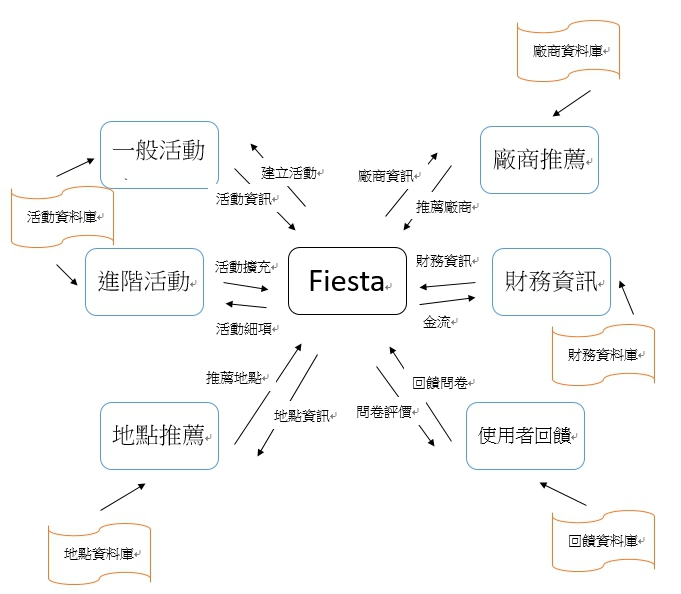 廠商資料庫
一般活動
廠商推薦
建立活動
廠商資訊
活動資訊
推薦廠商
活動資料庫
進階活動
活動擴充
Fiesta
財務資訊
財務資訊
活動細項
金流
財務資料庫
推薦地點
回饋問卷
地點資訊
問卷評價
地點推薦
使用者回饋
地點資料庫
回饋資料庫